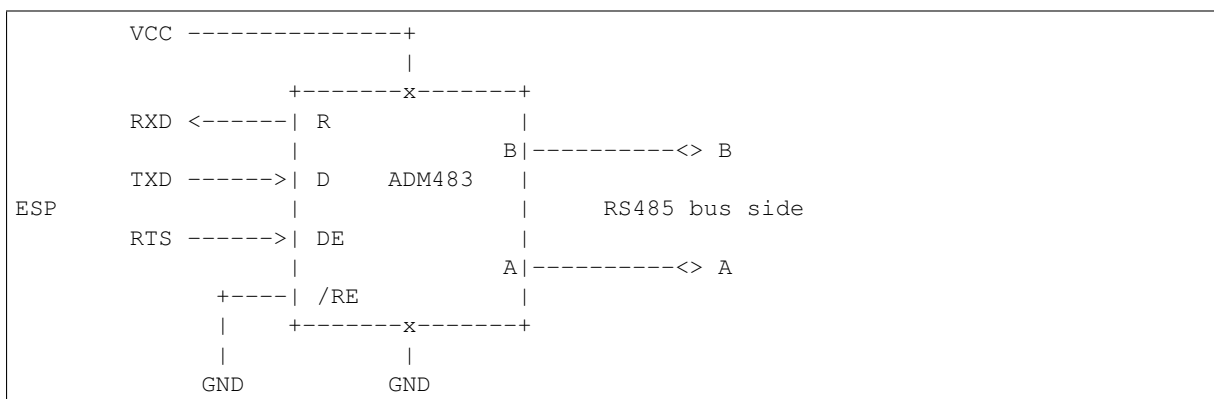 VCC ---------------+
|
+-------x-------+
RXD <------| R |
| B|----------<> B
TXD ------>| D ADM483 |
ESP | | RS485 bus side
RTS ------>| DE |
| A|----------<> A
+----| /RE |
| +-------x-------+
| |
GND GND